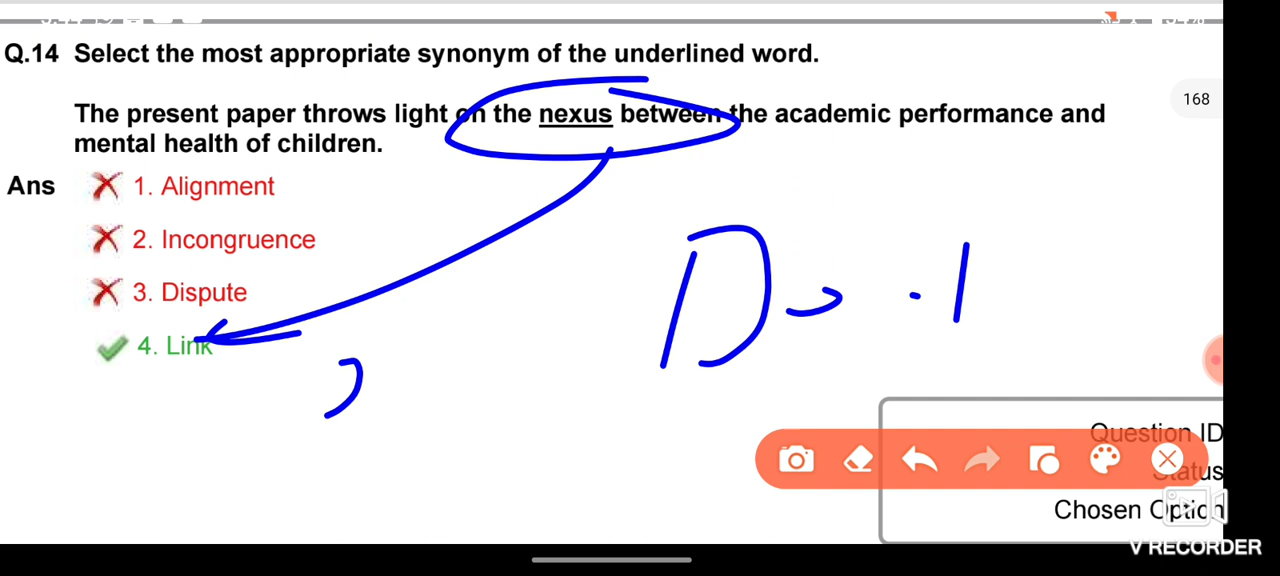 Q.14 Select the most appropriate synonym of the underlined word.
168
The present paper throws light on the nexus between the academic performance and
mental health of children.
Ans
1. Alignment
2. Incongruence
3. Dispute
4. Link
D
Question ID
Status
Chosen Option
V RECORDER